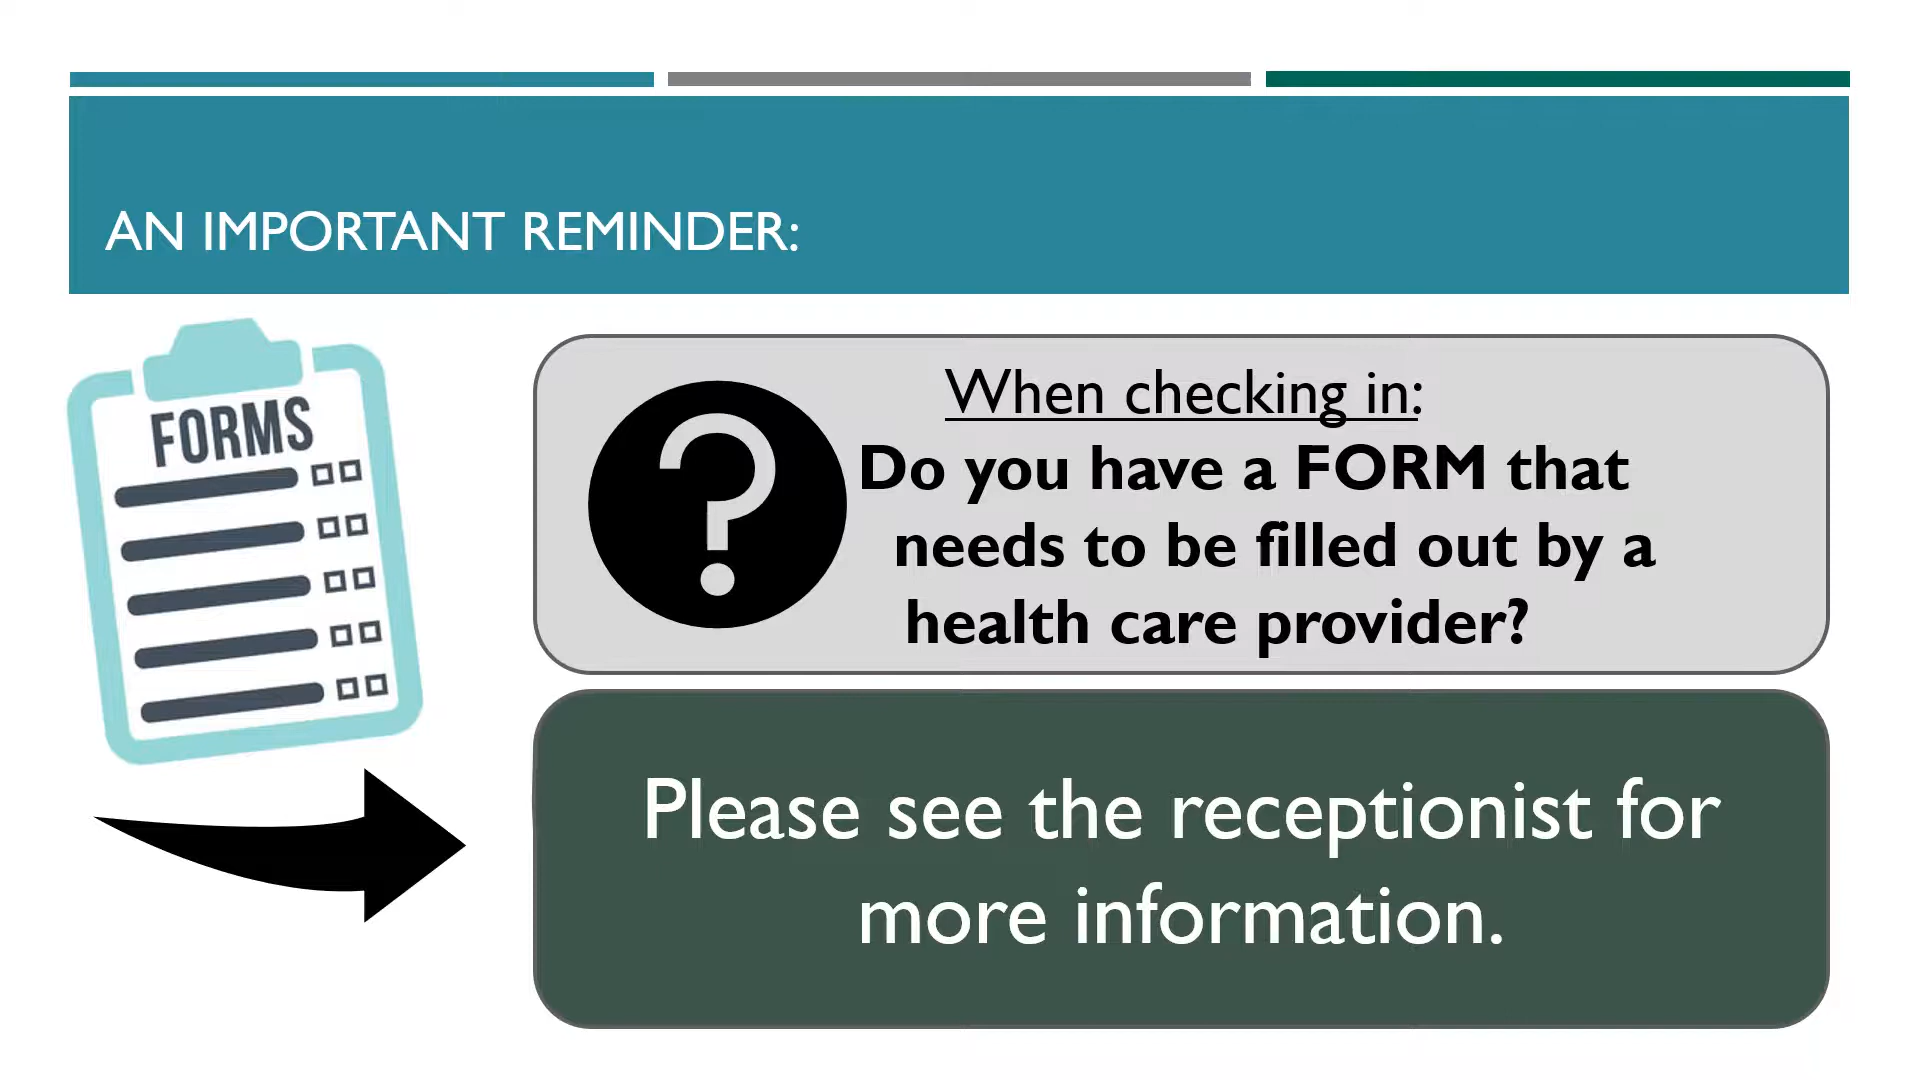 AN IMPORTANT REMINDER:
FORMS
When checking in:
Do you have a FORM that
needs to be filled out by a
health care provider?
Please see the receptionist for
more information.